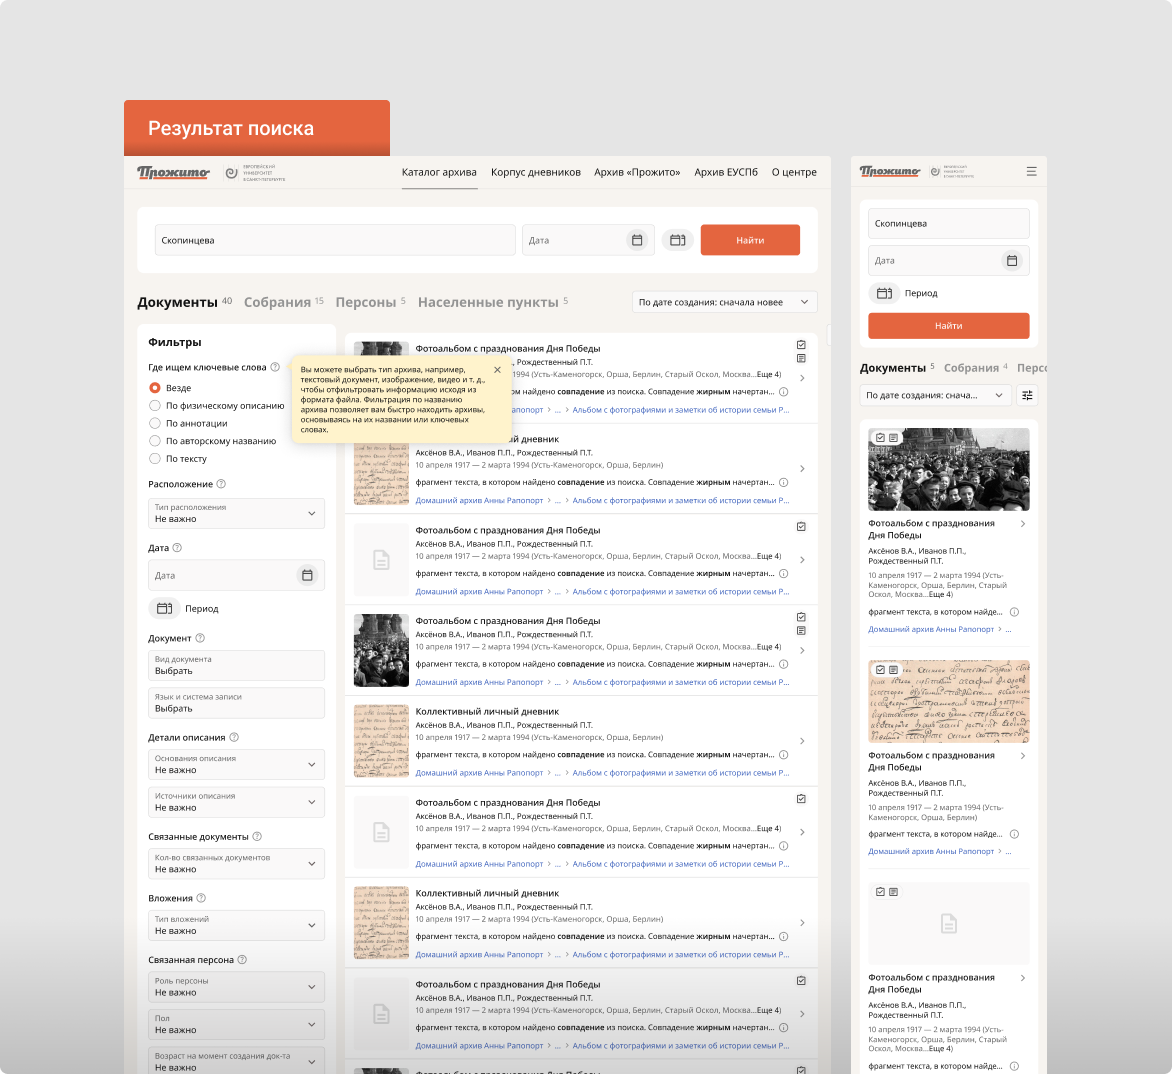 Результат поиска
Прожито
ЕВРОПЕЙСКИЙ
УНИВЕРСИТЕТ
В САНКТ-ПЕТЕРБУРГЕ
Каталог архива
Корпус дневников
Архив «Прожито»
Архив ЕУСПб
О центре
Скопинцева
Дата
Найти
Документы 40
Собрания 15
Персоны 5
Населенные пункты 5
По дате создания: сначала новее
Фильтры
Где ищем ключевые слова
Везде
По физическому описанию
По аннотации
По авторскому названию
По тексту
Расположение
Тип расположения
Не важно
Дата
Дата
Период
Документ
Вид документа
Выбрать
Язык и система записи
Выбрать
Детали описания
Основания описания
Не важно
Источники описания
Не важно
Связанные документы
Кол-во связанных документов
Не важно
Вложения
Тип вложений
Не важно
Связанная персона
Роль персоны
Не важно
Пол
Не важно
Возраст на момент создания док-та
Не важно
Вы можете выбрать тип архива, например,
текстовый документ, изображение, видео и т. д.,
чтобы отфильтровать информацию исходя из
формата файла. Фильтрация по названию
архива позволяет вам быстро находить архивы,
основываясь на их названии или ключевых
словах.
Фотоальбом с празднования Дня Победы
П.П., Рождественский П.Т.
1994 (Усть-Каменогорск, Орша, Берлин, Старый Оскол, Москва...Еще 4)
совпадение из поиска. Совпадение жирным начертан...
рапорт > ... > Альбом с фотографиями и заметки об истории семьи Р...
й дневник
Аксёнов В.А., Иванов П.П., Рождественский П.Т.
10 апреля 1917 — 2 марта 1994 (Усть-Каменогорск, Орша, Берлин)
фрагмент текста, в котором найдено совпадение из поиска. Совпадение жирным начертан...
Домашний архив Анны Рапопорт > ... > Альбом с фотографиями и заметки об истории семьи Р...
Фотоальбом с празднования Дня Победы
Аксёнов В.А., Иванов П.П., Рождественский П.Т.
10 апреля 1917 — 2 марта 1994 (Усть-Каменогорск, Орша, Берлин, Старый Оскол, Москва...Еще 4)
фрагмент текста, в котором найдено совпадение из поиска. Совпадение жирным начертан...
Домашний архив Анны Рапопорт > ... > Альбом с фотографиями и заметки об истории семьи Р...
Фотоальбом с празднования Дня Победы
Аксёнов В.А., Иванов П.П., Рождественский П.Т.
10 апреля 1917 — 2 марта 1994 (Усть-Каменогорск, Орша, Берлин, Старый Оскол, Москва...Еще 4)
фрагмент текста, в котором найдено совпадение из поиска. Совпадение жирным начертан...
Домашний архив Анны Рапопорт > ... > Альбом с фотографиями и заметки об истории семьи Р...
Коллективный личный дневник
Аксёнов В.А., Иванов П.П., Рождественский П.Т.
10 апреля 1917 — 2 марта 1994 (Усть-Каменогорск, Орша, Берлин)
фрагмент текста, в котором найдено совпадение из поиска. Совпадение жирным начертан...
Домашний архив Анны Рапопорт > ... > Альбом с фотографиями и заметки об истории семьи Р...
Фотоальбом с празднования Дня Победы
Аксёнов В.А., Иванов П.П., Рождественский П.Т.
10 апреля 1917 — 2 марта 1994 (Усть-Каменогорск, Орша, Берлин, Старый Оскол, Москва...Еще 4)
фрагмент текста, в котором найдено совпадение из поиска. Совпадение жирным начертан...
Домашний архив Анны Рапопорт > ... > Альбом с фотографиями и заметки об истории семьи Р...
Коллективный личный дневник
Аксёнов В.А., Иванов П.П., Рождественский П.Т.
10 апреля 1917 — 2 марта 1994 (Усть-Каменогорск, Орша, Берлин)
фрагмент текста, в котором найдено совпадение из поиска. Совпадение жирным начертан...
Домашний архив Анны Рапопорт > ... > Альбом с фотографиями и заметки об истории семьи Р...
Фотоальбом с празднования Дня Победы
Аксёнов В.А., Иванов П.П., Рождественский П.Т.
10 апреля 1917 — 2 марта 1994 (Усть-Каменогорск, Орша, Берлин, Старый Оскол, Москва...Еще 4)
фрагмент текста, в котором найдено совпадение из поиска. Совпадение жирным начертан...
Домашний архив Анны Рапопорт > ... > Альбом с фотографиями и заметки об истории семьи Р...
Фотоальбом с празднования Дня Победы
Прожито
ЕВРОПЕЙСКИЙ
УНИВЕРСИТЕТ
В САНКТ-ПЕТЕРБУРГЕ
Скопинцева
Дата
Период
Найти
Документы 5
Собрания 4
Персо
По дате создания: снача...
Фотоальбом с празднования
Дня Победы
Аксёнов В.А., Иванов П.П.,
Рождественский П.Т.
10 апреля 1917 — 2 марта 1994 (Усть-
Каменогорск, Орша, Берлин, Старый
Оскол, Москва...Еще 4)
фрагмент текста, в котором найде...
Домашний архив Анны Рапопорт > ...
Фотоальбом с празднования
Дня Победы
Аксёнов В.А., Иванов П.П.,
Рождественский П.Т.
10 апреля 1917 — 2 марта 1994 (Усть-
Каменогорск, Орша, Берлин)
фрагмент текста, в котором найде...
Домашний архив Анны Рапопорт > ...
Фотоальбом с празднования
Дня Победы
Аксёнов В.А., Иванов П.П.,
Рождественский П.Т.
10 апреля 1917 — 2 марта 1994 (Усть-
Каменогорск, Орша, Берлин, Старый
Оскол, Москва...Еще 4)
фрагмент текста, в котором найде...